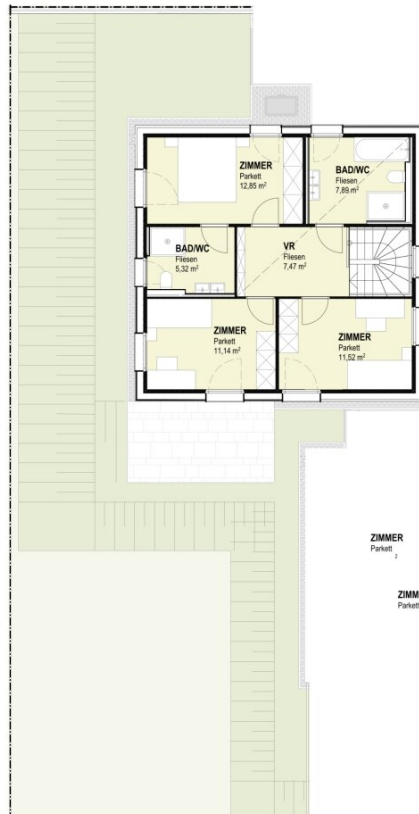 ZIMMER
Parkett
12,85 m²
BAD/WC
Fliesen
7,89 m²
BAD/WC
Fliesen
5,32 m²
VR
Fliesen
7,47 m²
ZIMMER
Parkett
11,14 m²
ZIMMER
Parkett
11,52 m²
ZIMMER
Parkett
2
ZIMM
Parkett